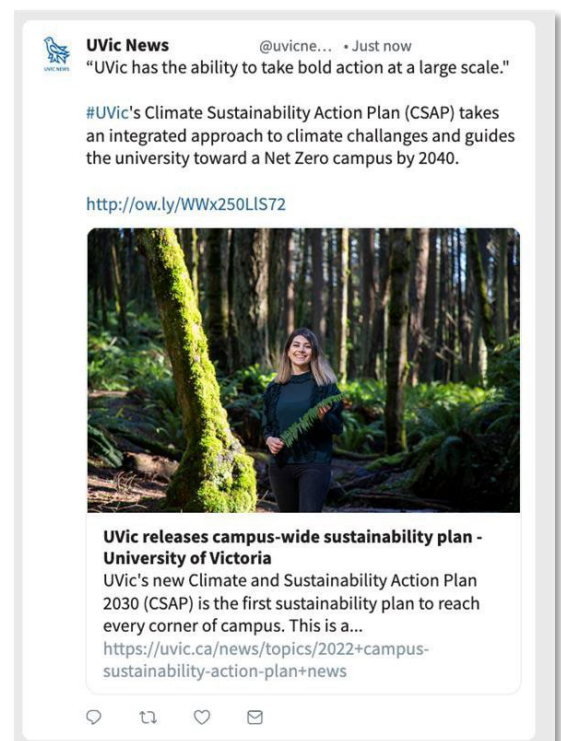 UVic News @uvicne... • Just now
“UVic has the ability to take bold action at a large scale."
#UVic's Climate Sustainability Action Plan (CSAP) takes
an integrated approach to climate challanges and guides
the university toward a Net Zero campus by 2040.
http://ow.ly/WWx250LlS72
UVIC NEWS
UVic releases campus-wide sustainability plan -
University of Victoria
UVic's new Climate and Sustainability Action Plan
2030 (CSAP) is the first sustainability plan to reach
every corner of campus. This is a...
https://uvic.ca/news/topics/2022+campus-
sustainability-action-plan+news